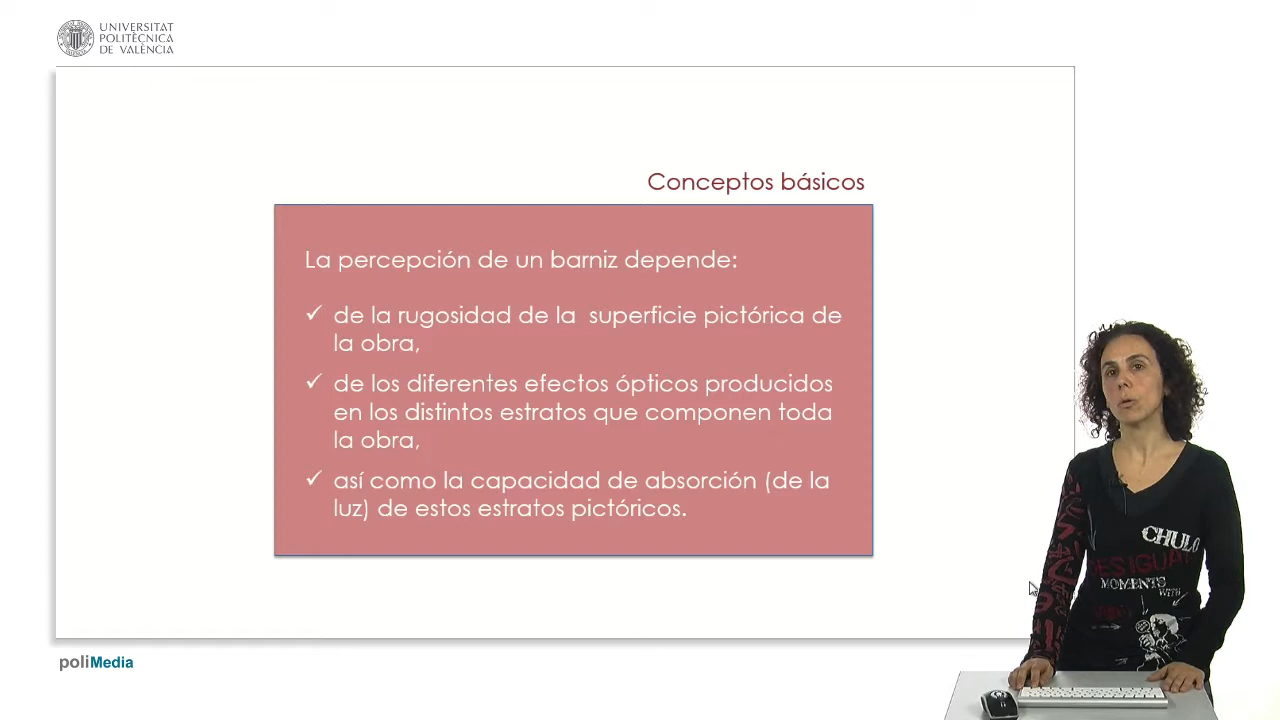 UNIVERSITAT
POLITÈCNICA
DE VALÈNCIA
Conceptos básicos
La percepción de un barniz depende:
✓ de la rugosidad de la superficie pictórica de
la obra,
✓ de los diferentes efectos ópticos producidos
en los distintos estratos que componen toda
la obra,
✓ así como la capacidad de absorción (de la
luz) de estos estratos pictóricos.
CHULO
DESIGUAL
MOMENTS
WITH
poliMedia